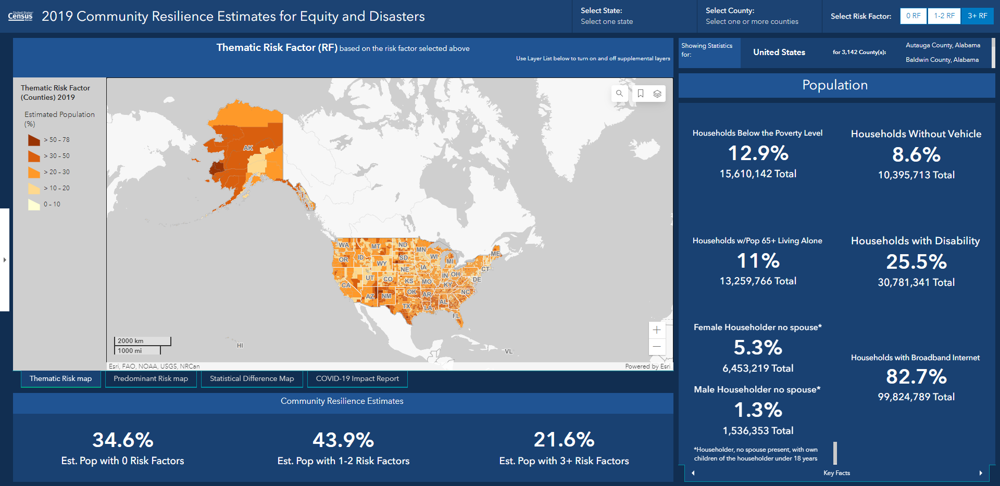 United States
Census
Bureau
2019 Community Resilience Estimates for Equity and Disasters
Select State:
Select one state
Select County:
Select one or more counties
Select Risk Factor:
0 RF
1-2 RF
3+ RF
Thematic Risk Factor (RF) based on the risk factor selected above
Use Layer List below to turn on and off supplemental layers
Thematic Risk Factor
(Counties) 2019
Estimated Population
(%)
> 50 - 78
> 30 - 50
> 20 - 30
> 10 - 20
0 - 10
AK
WA
MT
ND
MN
OR
ID
SD
WI
MI
ME
WY
NE
IA
IN
OH
CT
UT
CO
KS
MO
KY
DE
CA
AZ
NM
OK
AR
NC
TX
LA
AL
FL
HI
VI
2000 km
1000 mi
Esri, FAO, NOAA, USGS, NRCan
Powered by Esri
Thematic Risk map
Predominant Risk map
Statistical Difference Map
COVID-19 Impact Report
Community Resilience Estimates
34.6%
Est. Pop with 0 Risk Factors
43.9%
Est. Pop with 1-2 Risk Factors
21.6%
Est. Pop with 3+ Risk Factors
Showing Statistics
for:
United States
for 3,142 County(s):
Autauga County, Alabama
Baldwin County, Alabama
Population
Households Below the Poverty Level
12.9%
15,610,142 Total
Households Without Vehicle
8.6%
10,395,713 Total
Households w/Pop 65+ Living Alone
11%
13,259,766 Total
Households with Disability
25.5%
30,781,341 Total
Female Householder no spouse*
5.3%
6,453,219 Total
Male Householder no spouse*
1.3%
1,536,353 Total
*Householder, no spouse present, with own
children of the householder under 18 years
Households with Broadband Internet
82.7%
99,824,789 Total
Key Facts